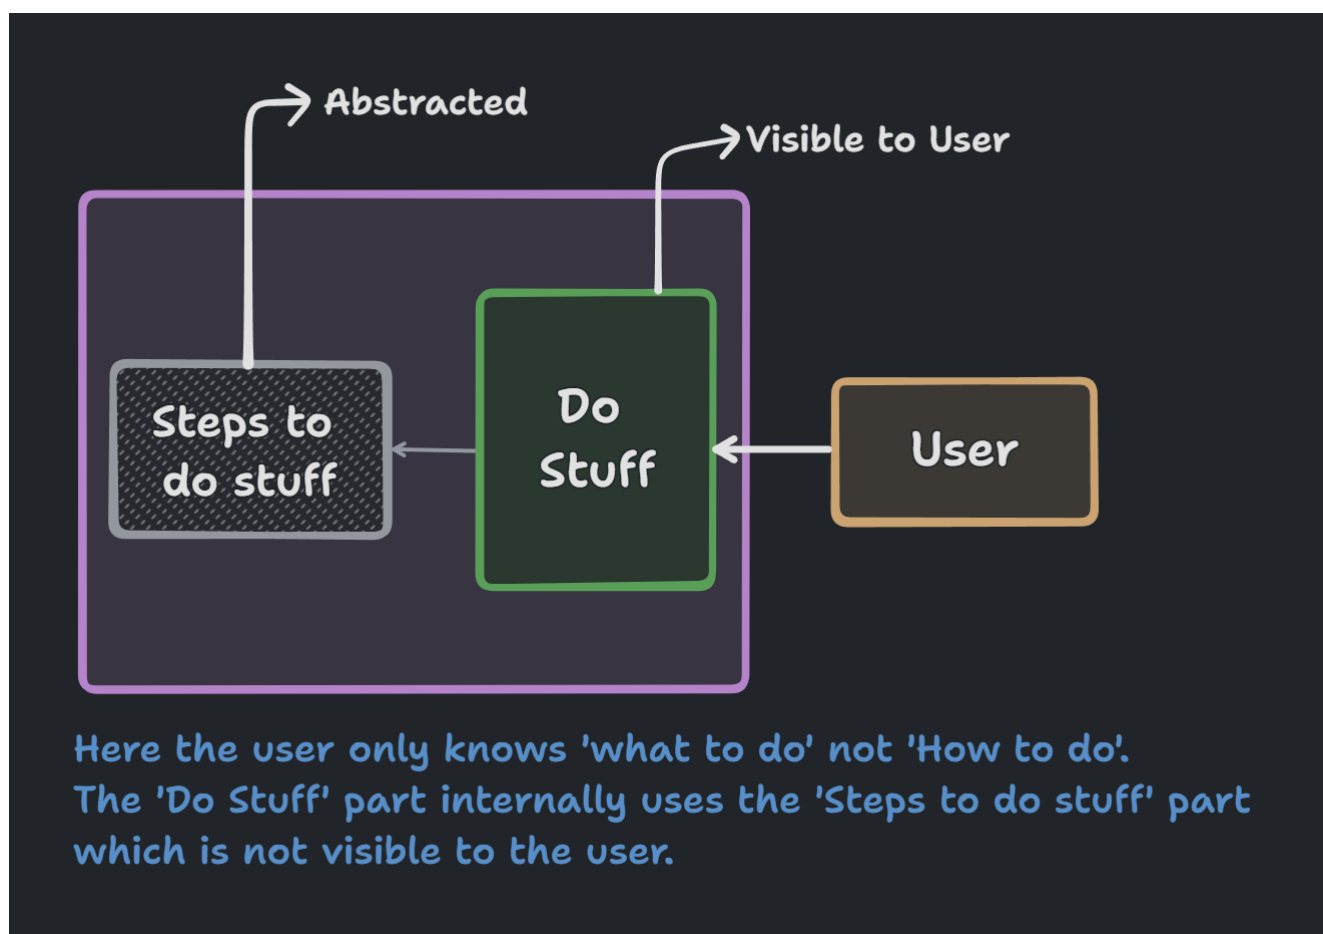 Abstracted
Visible to User
Steps to
do stuff
Do
Stuff
User
Here the user only knows 'what to do' not 'How to do'.
The 'Do Stuff' part internally uses the 'Steps to do stuff' part
which is not visible to the user.